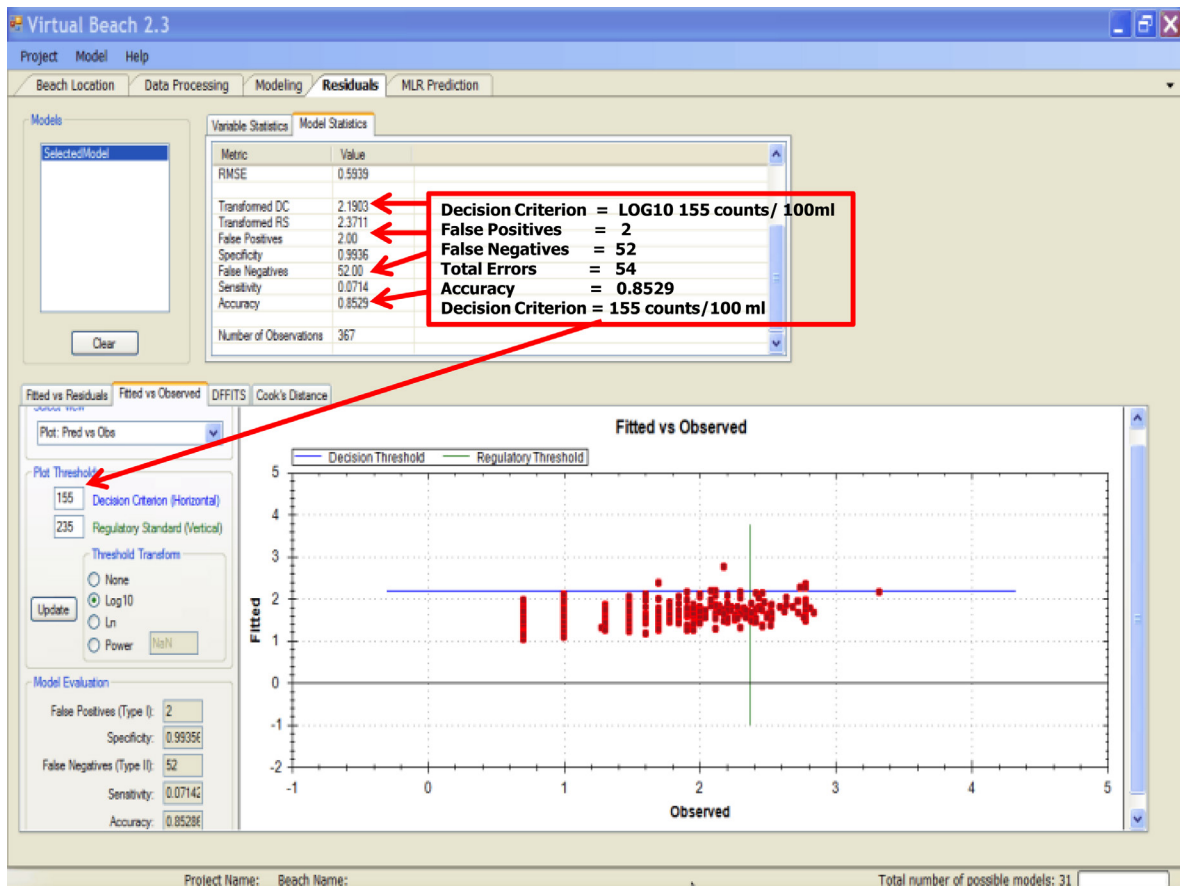 Virtual Beach 2.3
Project Model Help
Beach Location Data Processing Modeling Residuals MLR Prediction
Models
SelectedModel
Clear
Variable Statistics Model Statistics
Metric Value
RMSE 0.5939
Transformed DC 2.1903
Transformed RS 2.3711
False Positives 2.00
Specificity 0.9936
False Negatives 52.00
Sensitivity 0.0714
Accuracy 0.8529
Number of Observations 367
Decision Criterion = LOG10 155 counts/ 100ml
False Positives = 2
False Negatives = 52
Total Errors = 54
Accuracy = 0.8529
Decision Criterion = 155 counts/100 ml
Fitted vs Residuals Fitted vs Observed DFFITS Cook's Distance
Select View
Plot: Pred vs Obs
Plot Thresholds
155 Decision Criterion (Horizontal)
235 Regulatory Standard (Vertical)
Threshold Transform
None
Log10
Ln
Power NaN
Update
Model Evaluation
False Positives (Type I): 2
Specificity: 0.99356
False Negatives (Type II): 52
Sensitivity: 0.07142
Accuracy: 0.85286
Fitted vs Observed
Decision Threshold Regulatory Threshold
5
4
3
2
1
0
-1
-2
Fitted
-1 0 1 2 3 4 5
Observed
Project Name: Beach Name: Total number of possible models: 31